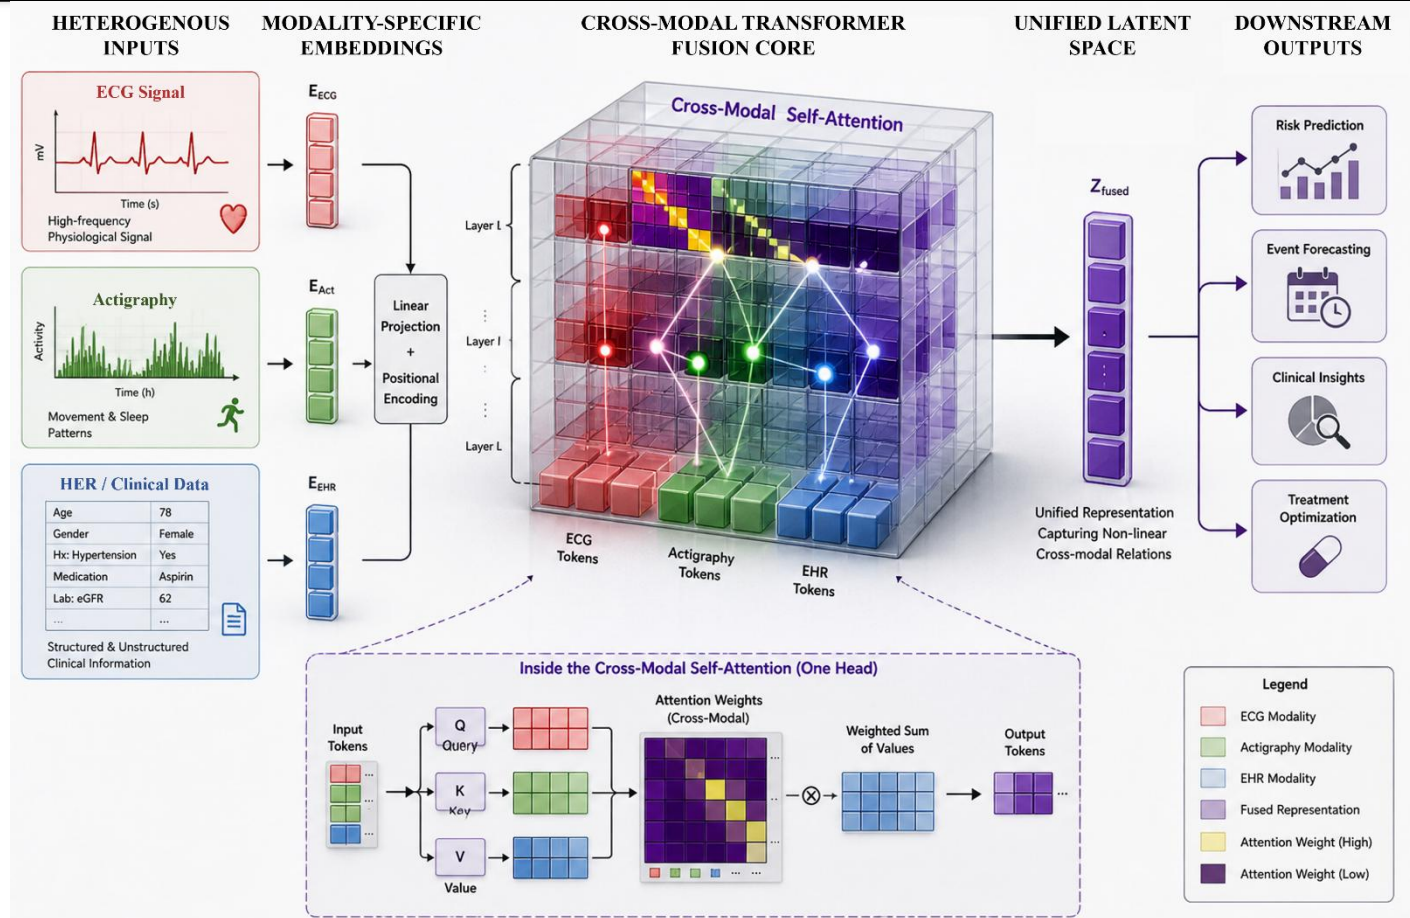 HETEROGENOUS
INPUTS
MODALITY-SPECIFIC
EMBEDDINGS
CROSS-MODAL TRANSFORMER
FUSION CORE
UNIFIED LATENT
SPACE
DOWNSTREAM
OUTPUTS
ECG Signal
mV
Time (s)
High-frequency
Physiological Signal
Actigraphy
Activity
Time (h)
Movement & Sleep
Patterns
HER / Clinical Data
Age 78
Gender Female
Hx: Hypertension Yes
Medication Aspirin
Lab: eGFR 62
... ...
Structured & Unstructured
Clinical Information
E_ECG
E_Act
E_EHR
Linear
Projection
+
Positional
Encoding
Cross-Modal Self-Attention
Layer L
Layer l
Layer L
ECG
Tokens
Actigraphy
Tokens
EHR
Tokens
Z_fused
Unified Representation
Capturing Non-linear
Cross-modal Relations
Risk Prediction
Event Forecasting
Clinical Insights
Treatment
Optimization
Inside the Cross-Modal Self-Attention (One Head)
Input
Tokens
...
...
...
...
Q
Query
K
Key
V
Value
Attention Weights
(Cross-Modal)
...
...
...
... ...
Weighted Sum
of Values
Output
Tokens
...
Legend
ECG Modality
Actigraphy Modality
EHR Modality
Fused Representation
Attention Weight (High)
Attention Weight (Low)